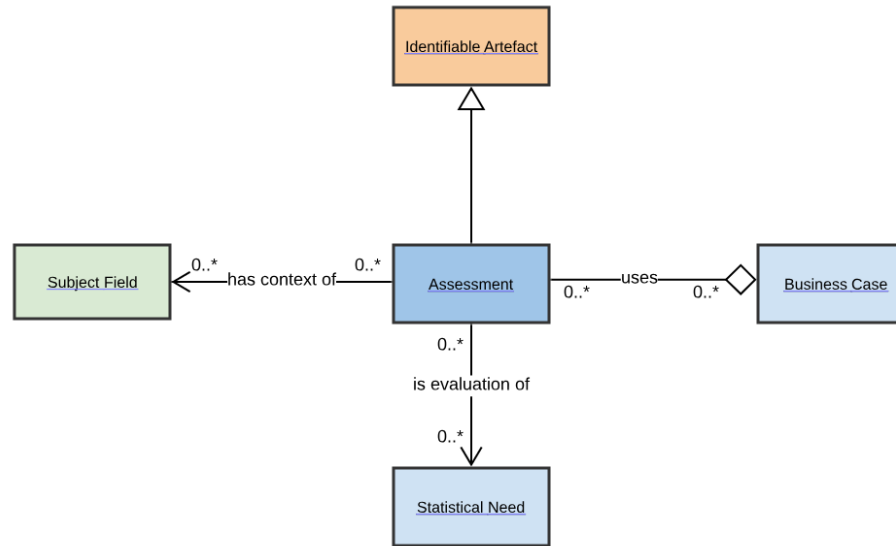 Identifiable Artefact
0..*
has context of
0..*
Subject Field
Assessment
uses
0..*
0..*
Business Case
0..*
is evaluation of
0..*
Statistical Need